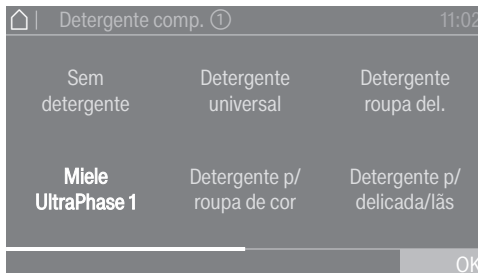 Detergente comp. ①
11:02
Sem
detergente
Detergente
universal
Detergente
roupa del.
Miele
UltraPhase 1
Detergente p/
roupa de cor
Detergente p/
delicada/lãs
OK